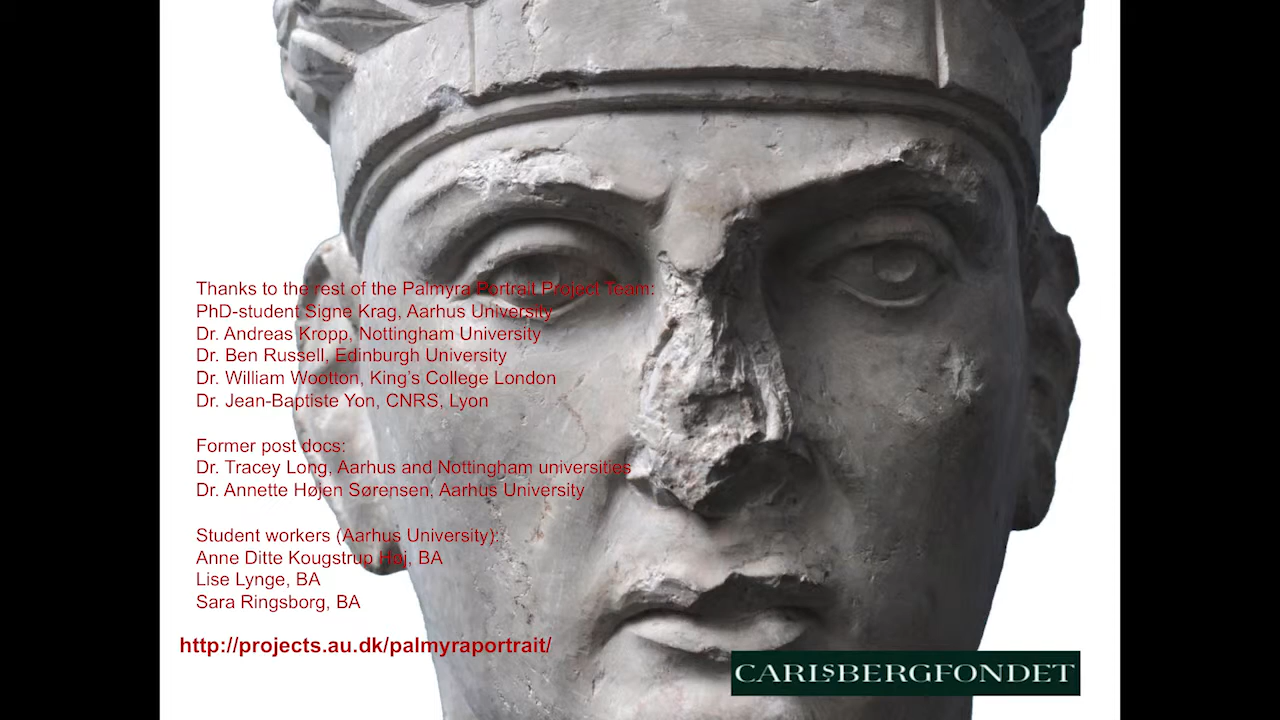 Thanks to the rest of the Palmyra Portrait Project Team:
PhD-student Signe Krag, Aarhus University
Dr. Andreas Kropp, Nottingham University
Dr. Ben Russell, Edinburgh University
Dr. William Wootton, King's College London
Dr. Jean-Baptiste Yon, CNRS, Lyon
Former post docs:
Dr. Tracey Long, Aarhus and Nottingham universities
Dr. Annette Højen Sørensen, Aarhus University
Student workers (Aarhus University):
Anne Ditte Kougstrup Høj, BA
Lise Lynge, BA
Sara Ringsborg, BA
http://projects.au.dk/palmyraportrait/
CARLSBERGFONDET